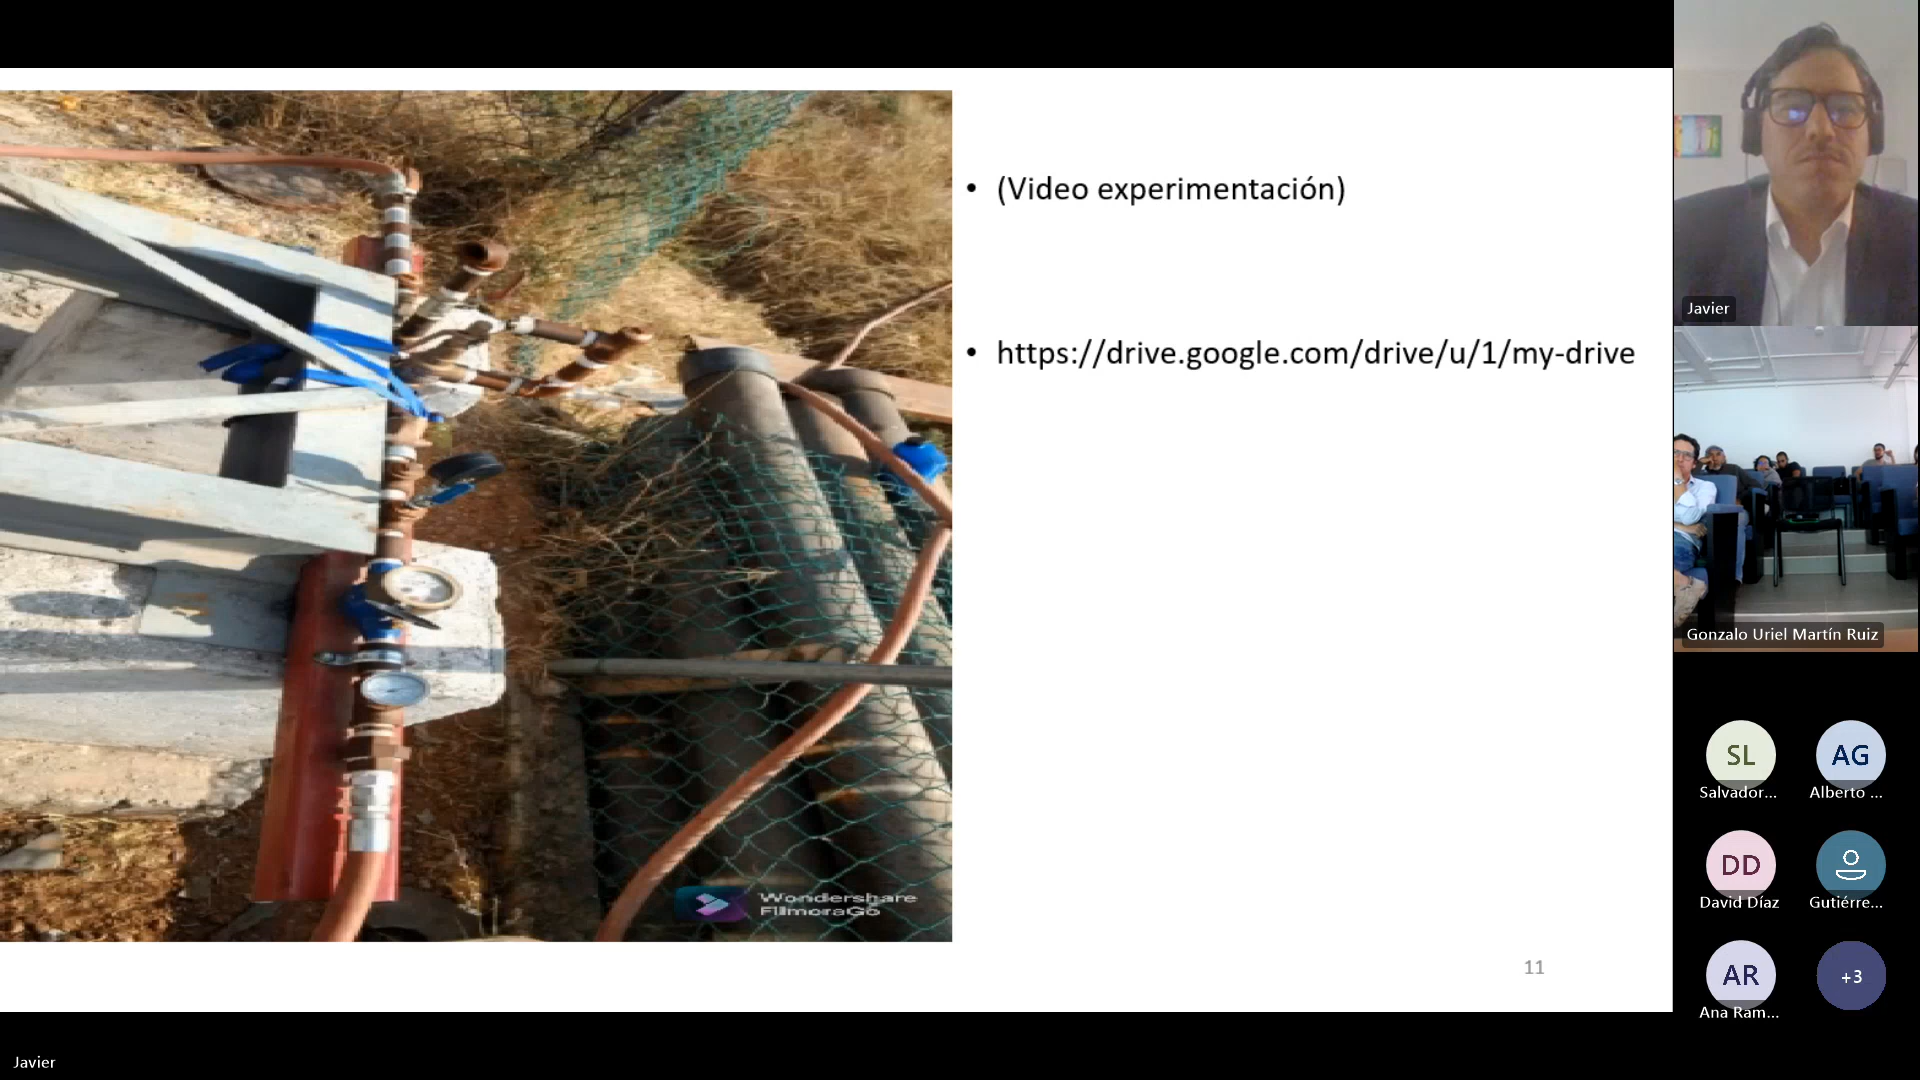 • (Video experimentación)
• https://drive.google.com/drive/u/1/my-drive
Wondershare
FilmoraGo
11
Javier
Gonzalo Uriel Martín Ruiz
SL
Salvador...
AG
Alberto ...
DD
David Díaz
Gutiérre...
AR
Ana Ram...
+3
Javier